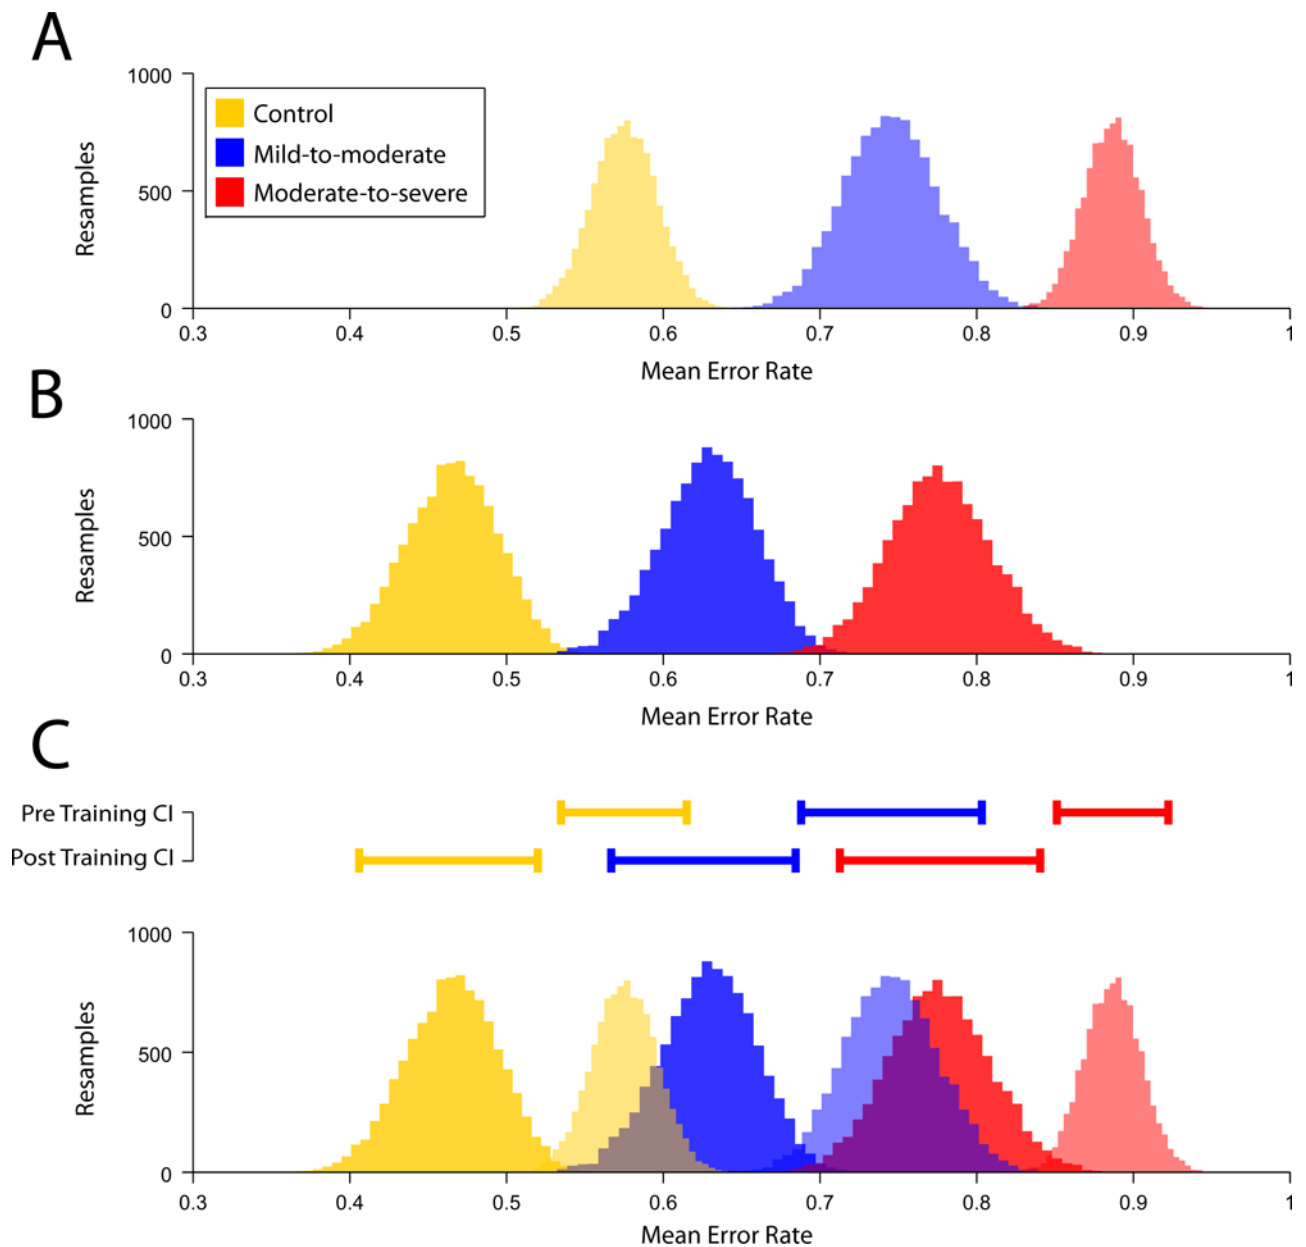 A
1000
500
0
Resamples
Control
Mild-to-moderate
Moderate-to-severe
0.3 0.4 0.5 0.6 0.7 0.8 0.9 1
Mean Error Rate
B
1000
500
0
Resamples
0.3 0.4 0.5 0.6 0.7 0.8 0.9 1
Mean Error Rate
C
Pre Training CI
Post Training CI
1000
500
0
Resamples
0.3 0.4 0.5 0.6 0.7 0.8 0.9 1
Mean Error Rate